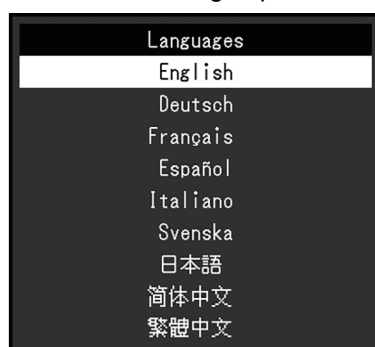 Languages
English
Deutsch
Français
Español
Italiano
Svenska
日本語
简体中文
繁體中文